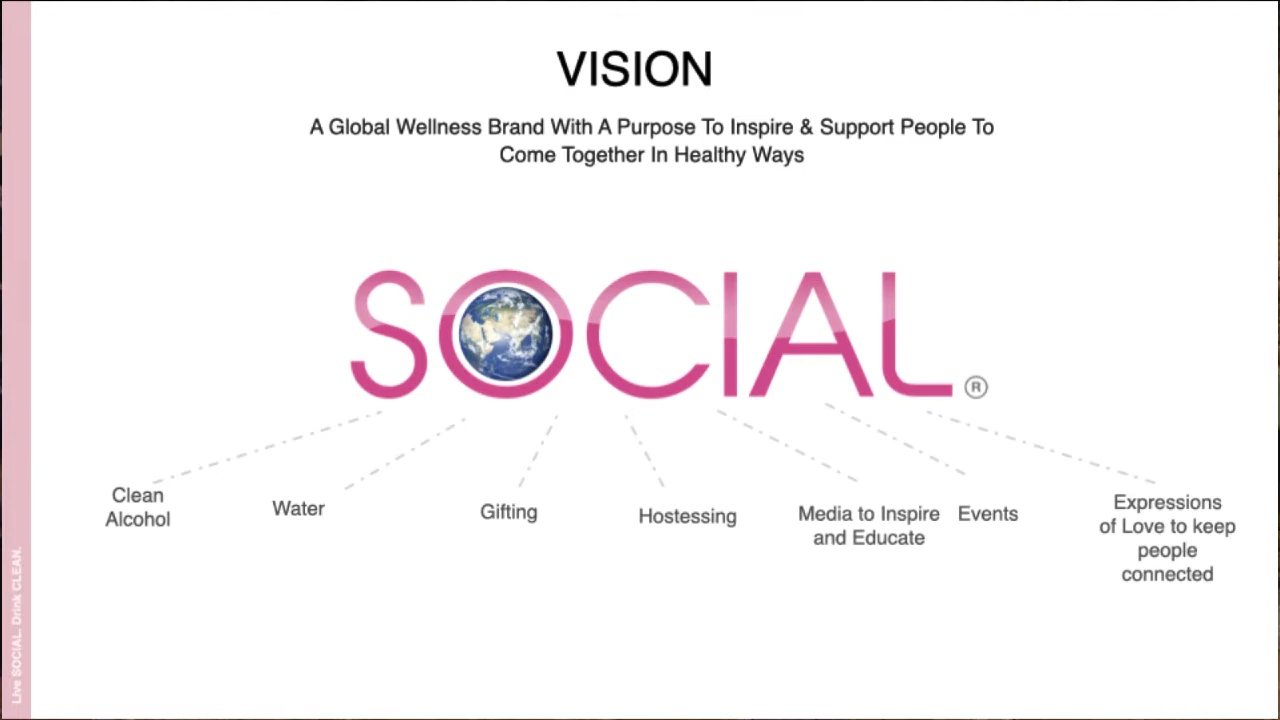 VISION
A Global Wellness Brand With A Purpose To Inspire & Support People To
Come Together In Healthy Ways
SOCIAL®
Clean
Alcohol
Water
Gifting
Hostessing
Media to Inspire
and Educate
Events
Expressions
of Love to keep
people
connected
Live SOCIAL. Drink CLEAN.